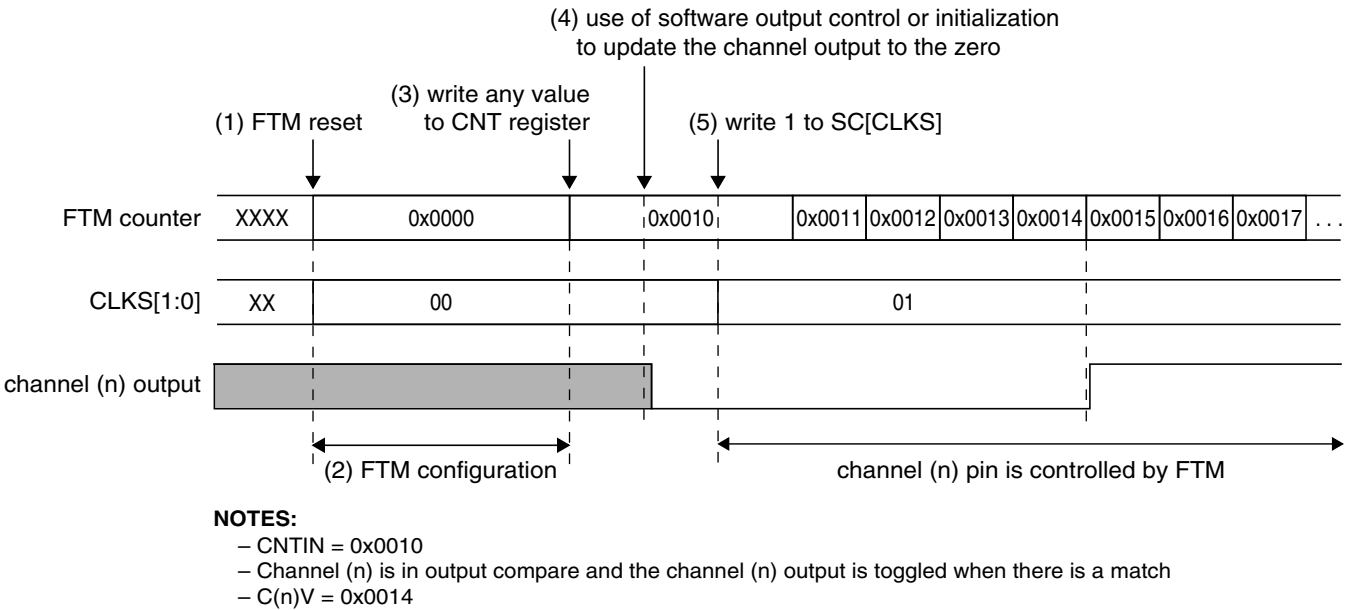 (4) use of software output control or initialization
to update the channel output to the zero
(3) write any value
to CNT register
(1) FTM reset
(5) write 1 to SC[CLKS]
FTM counter XXXX 0x0000 0x0010 0x0011 0x0012 0x0013 0x0014 0x0015 0x0016 0x0017 . . .
CLKS[1:0] XX 00 01
channel (n) output
(2) FTM configuration
channel (n) pin is controlled by FTM
NOTES:
– CNTIN = 0x0010
– Channel (n) is in output compare and the channel (n) output is toggled when there is a match
– C(n)V = 0x0014